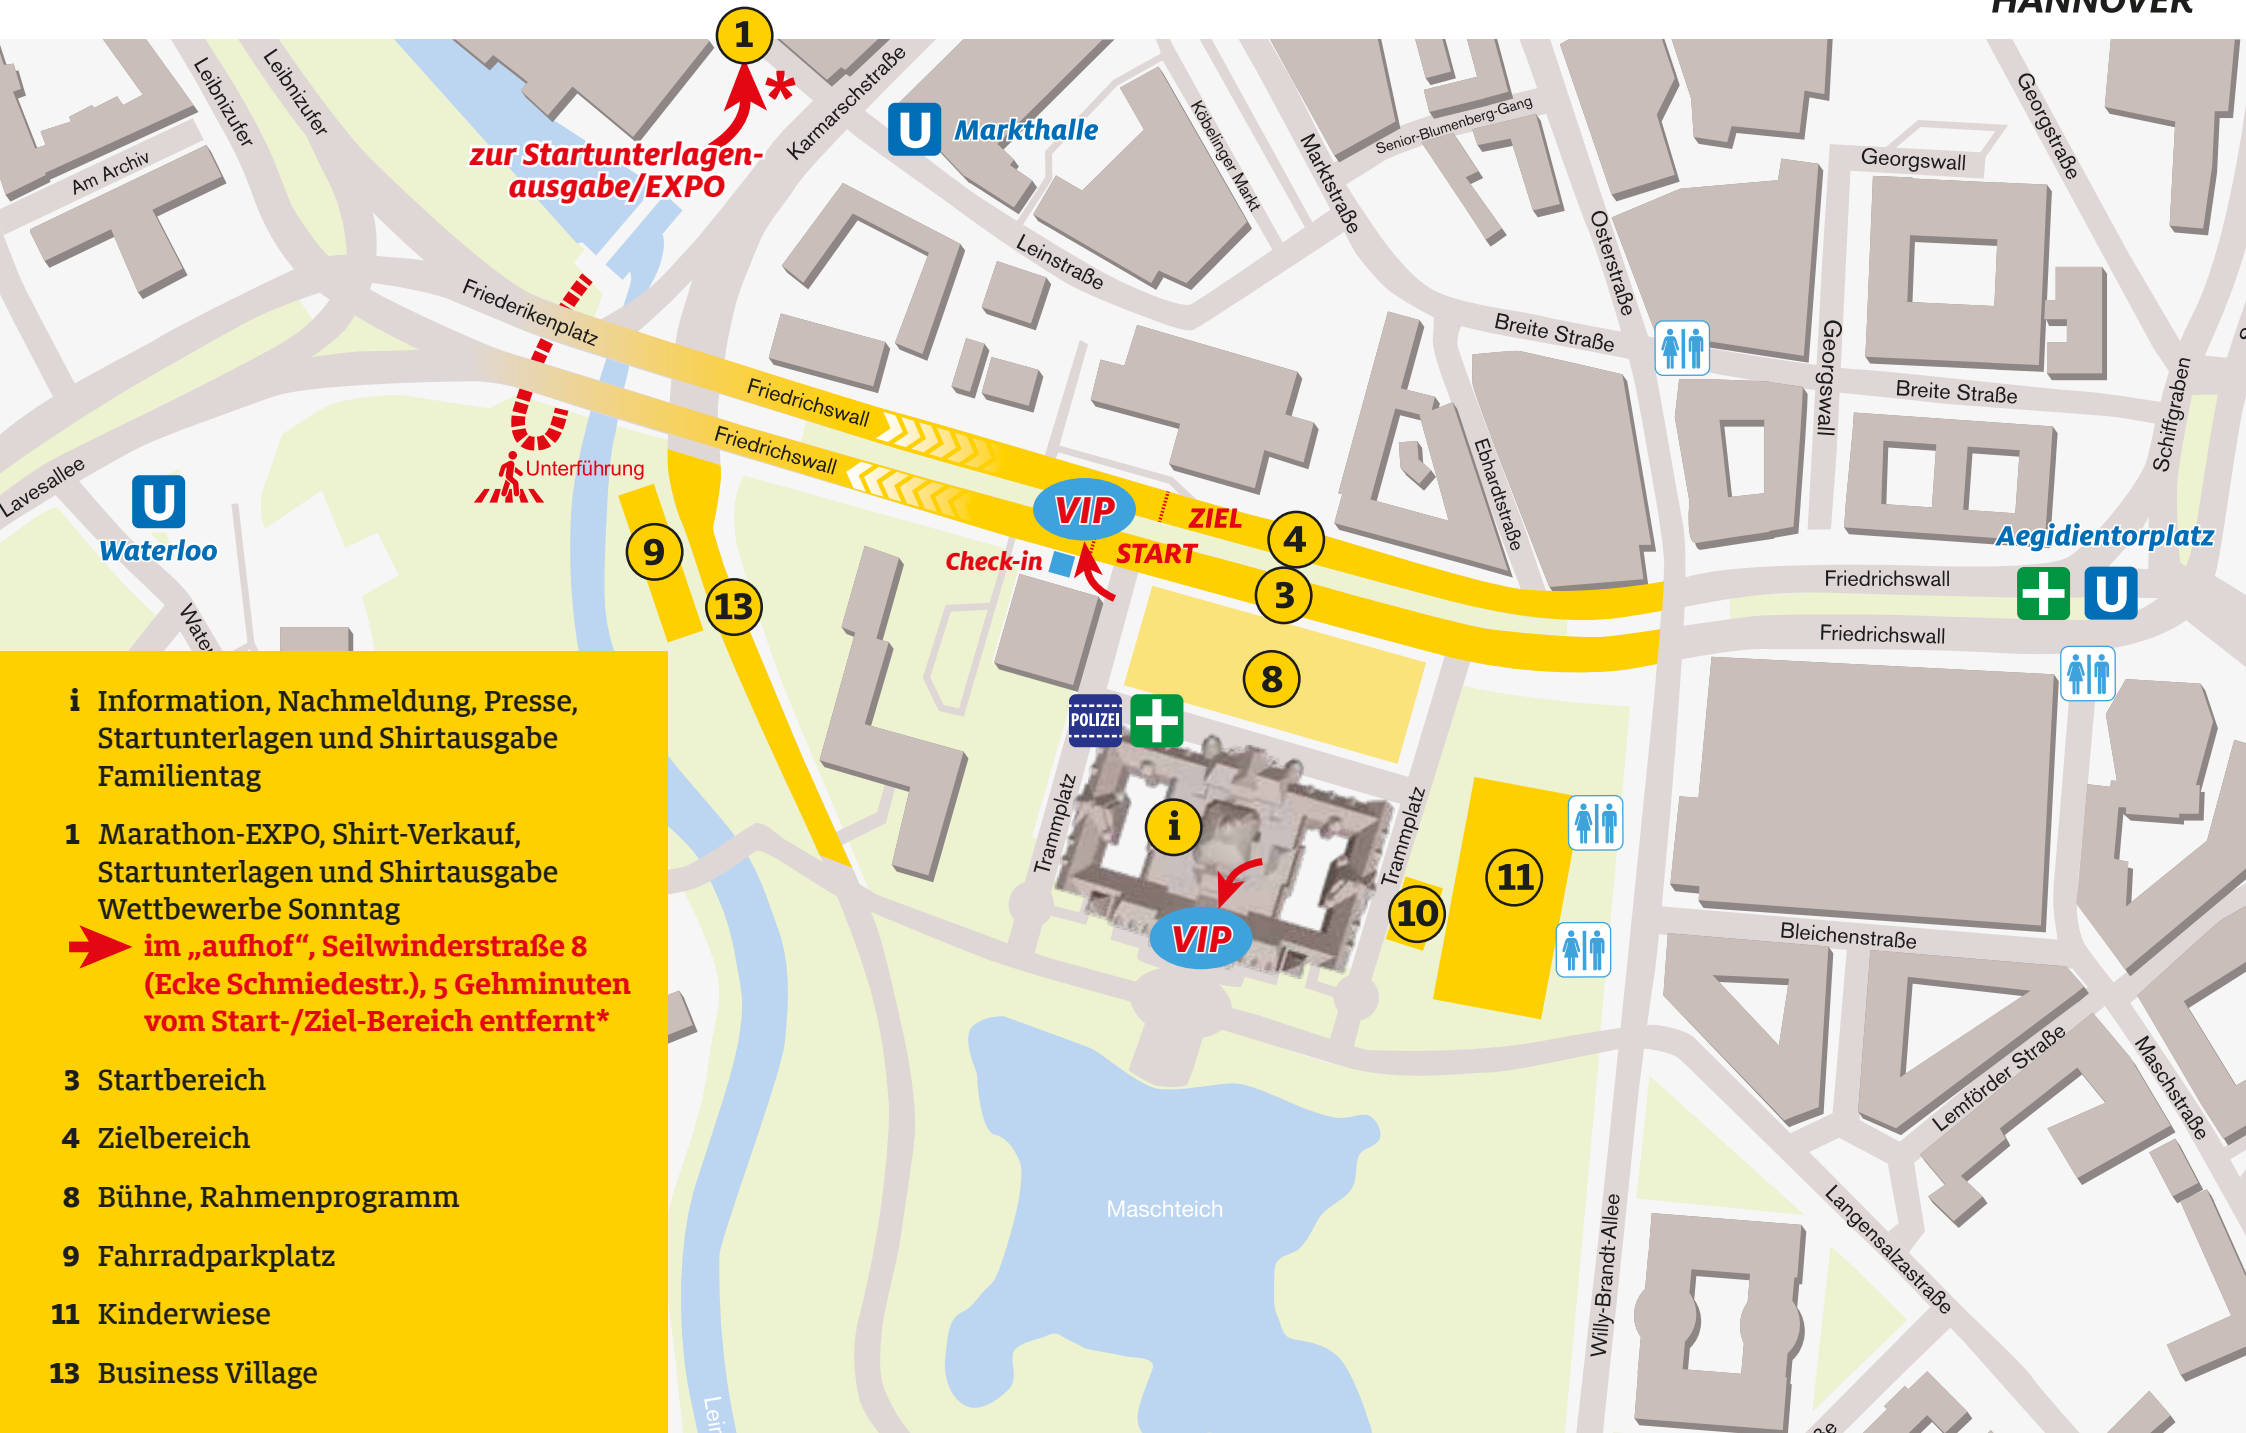 HANNOVER
1
*
zur Startunterlagen-
ausgabe/EXPO
Leibnizufer
Leibnizufer
Am Archiv
Karmarschstraße
U Markthalle
Köbelinger Markt
Marktstraße
Senior-Blumenberg-Gang
Leinstraße
Osterstraße
Georgswall
Georgstraße
Friederikenplatz
Breite Straße
Georgswall
Breite Straße
Schiffgraben
Friedrichswall
Friedrichswall
Ebhardtstraße
Lavesallee
U
Waterloo
Unterführung
VIP
ZIEL
START
Check-in
4
3
9
13
8
Aegidientorplatz
U
Friedrichswall
Friedrichswall
POLIZEI
Trammplatz
Trammplatz
i
VIP
10
11
Bleichenstraße
Lemförder Straße
Maschstraße
Langensalzastraße
Willy-Brandt-Allee
Maschteich
i Information, Nachmeldung, Presse,
Startunterlagen und Shirtausgabe
Familientag
1 Marathon-EXPO, Shirt-Verkauf,
Startunterlagen und Shirtausgabe
Wettbewerbe Sonntag
im „aufhof“, Seilwinderstraße 8
(Ecke Schmiedestr.), 5 Gehminuten
vom Start-/Ziel-Bereich entfernt*
3 Startbereich
4 Zielbereich
8 Bühne, Rahmenprogramm
9 Fahrradparkplatz
11 Kinderwiese
13 Business Village